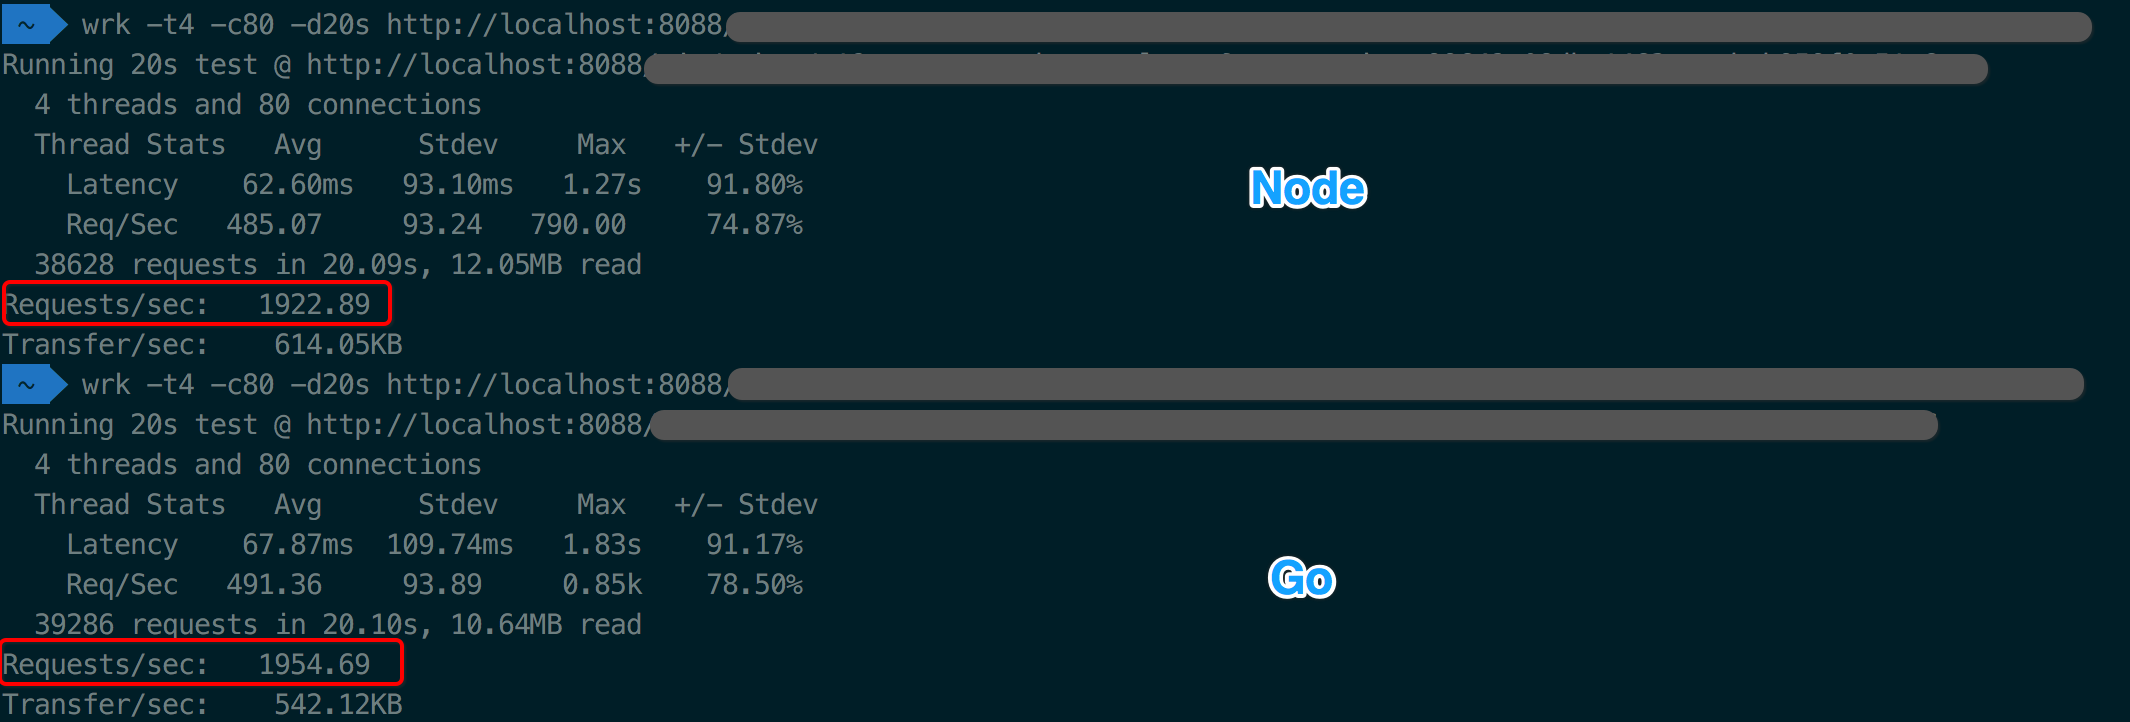 ~ wrk -t4 -c80 -d20s http://localhost:8088/
Running 20s test @ http://localhost:8088/
4 threads and 80 connections
Thread Stats Avg Stdev Max +/- Stdev
Latency 62.60ms 93.10ms 1.27s 91.80%
Node
Req/Sec 485.07 93.24 790.00 74.87%
38628 requests in 20.09s, 12.05MB read
Requests/sec: 1922.89
Transfer/sec: 614.05KB
~ wrk -t4 -c80 -d20s http://localhost:8088/
Running 20s test @ http://localhost:8088/
4 threads and 80 connections
Thread Stats Avg Stdev Max +/- Stdev
Latency 67.87ms 109.74ms 1.83s 91.17%
Req/Sec 491.36 93.89 0.85k 78.50%
Go
39286 requests in 20.10s, 10.64MB read
Requests/sec: 1954.69
Transfer/sec: 542.12KB